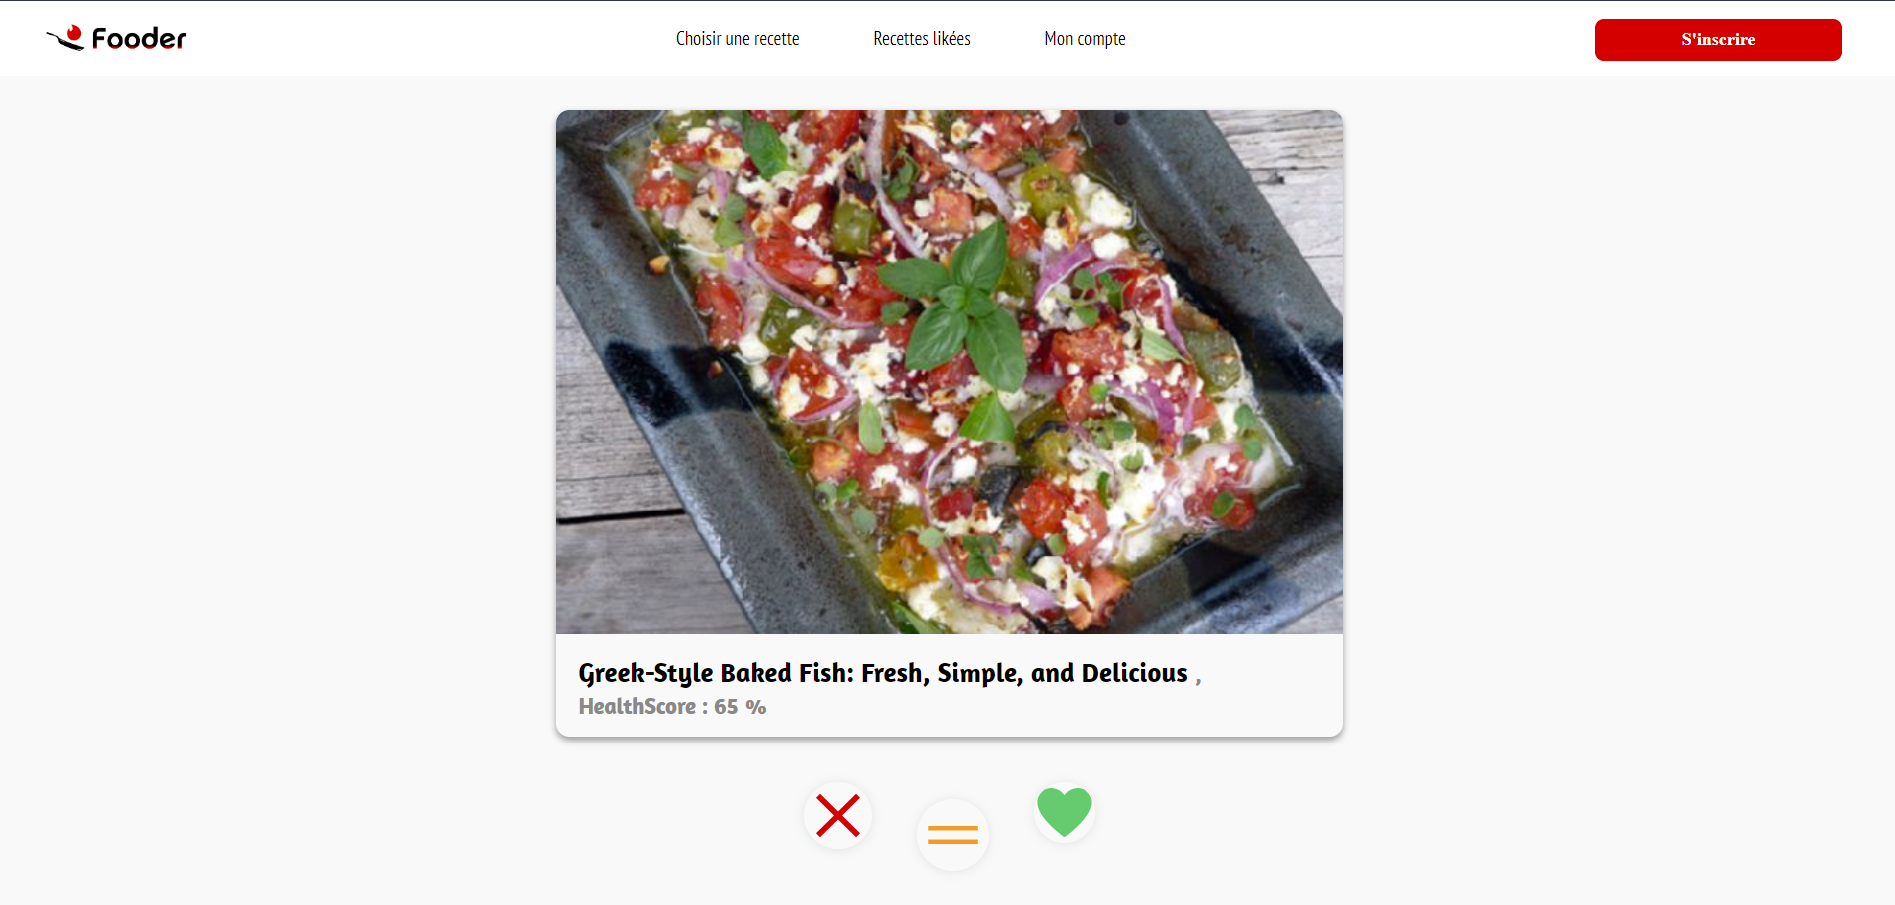 Fooder
Choisir une recette
Recettes likées
Mon compte
S'inscrire
Greek-Style Baked Fish: Fresh, Simple, and Delicious ,
HealthScore : 65 %